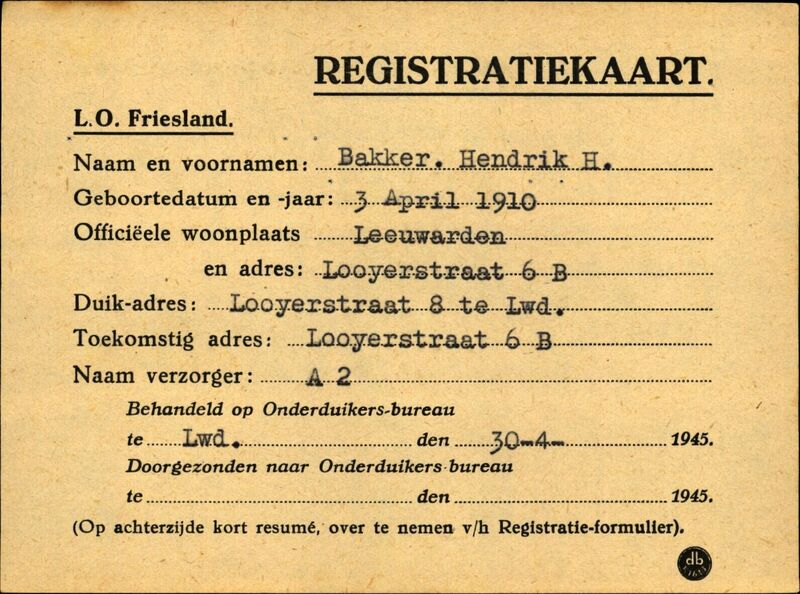 REGISTRATIEKAART.
L.O. Friesland.
Naam en voornamen: Bakker. Hendrik H.
Geboortedatum en -jaar: 3 April 1910
Officiëele woonplaats Leeuwarden
en adres: Looyerstraat 6 B
Duik-adres: Looyerstraat 8 te Lwd.
Toekomstig adres: Looyerstraat 6 B
Naam verzorger: A 2
Behandeld op Onderduikers-bureau
te Lwd. den 30-4- 1945.
Doorgezonden naar Onderduikers-bureau
te den 1945.
(Op achterzijde kort resumé, over te nemen v/h Registratie-formulier).
db